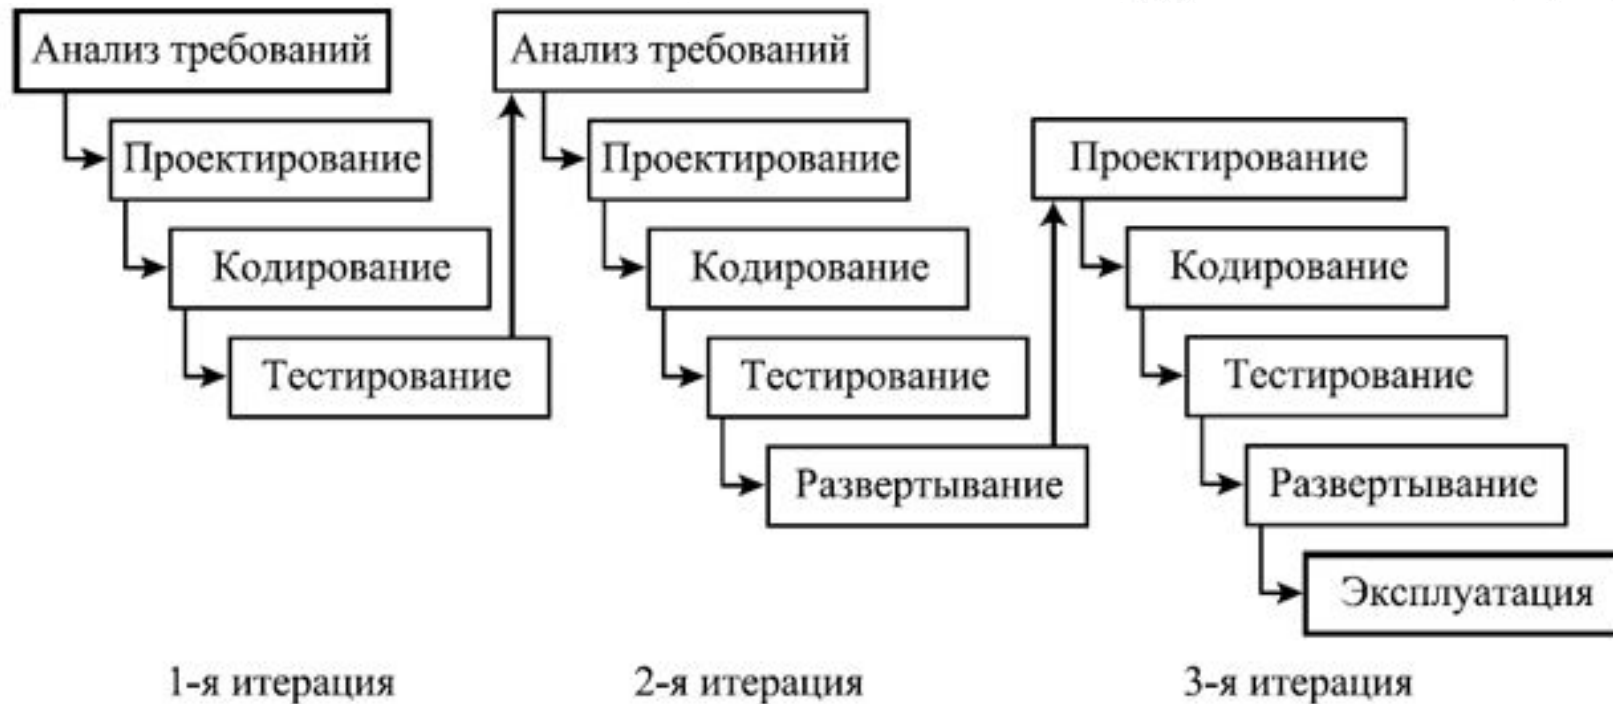 Анализ требований
Проектирование
Кодирование
Тестирование
Анализ требований
Проектирование
Кодирование
Тестирование
Развертывание
Проектирование
Кодирование
Тестирование
Развертывание
Эксплуатация
1-я итерация
2-я итерация
3-я итерация